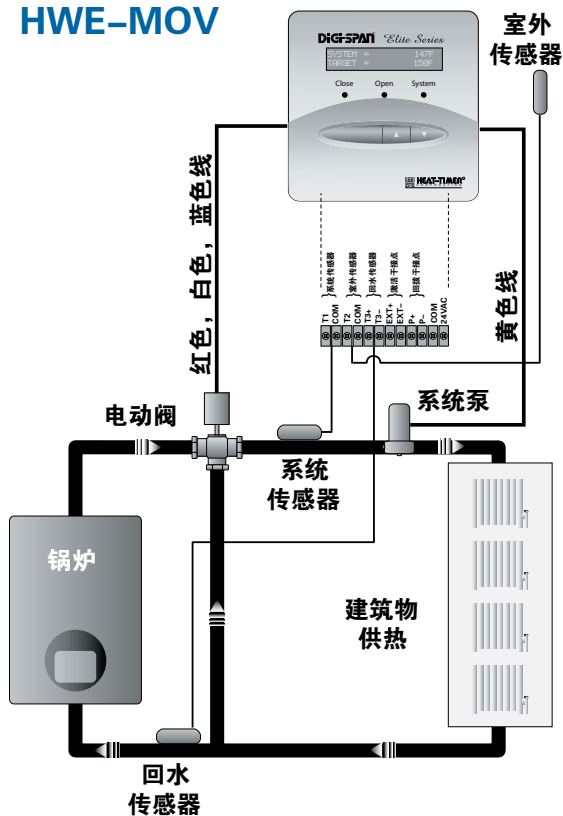 HWE–MOV
室外
传感器
DiGi-SPAN Elite Series
SYSTEM = 147F
TARGET = 150F
Close Open System
HEAT-TIMER®
CORPORATION
红色，白色，蓝色线
黄色线
系统传感器
室外传感器
回水传感器
激活干接点
回拨干接点
T1
COM
T2
COM
T3+
T3–
EXT+
EXT–
P+
P–
COM
24VAC
电动阀
系统泵
系统
传感器
锅炉
建筑物
供热
回水
传感器